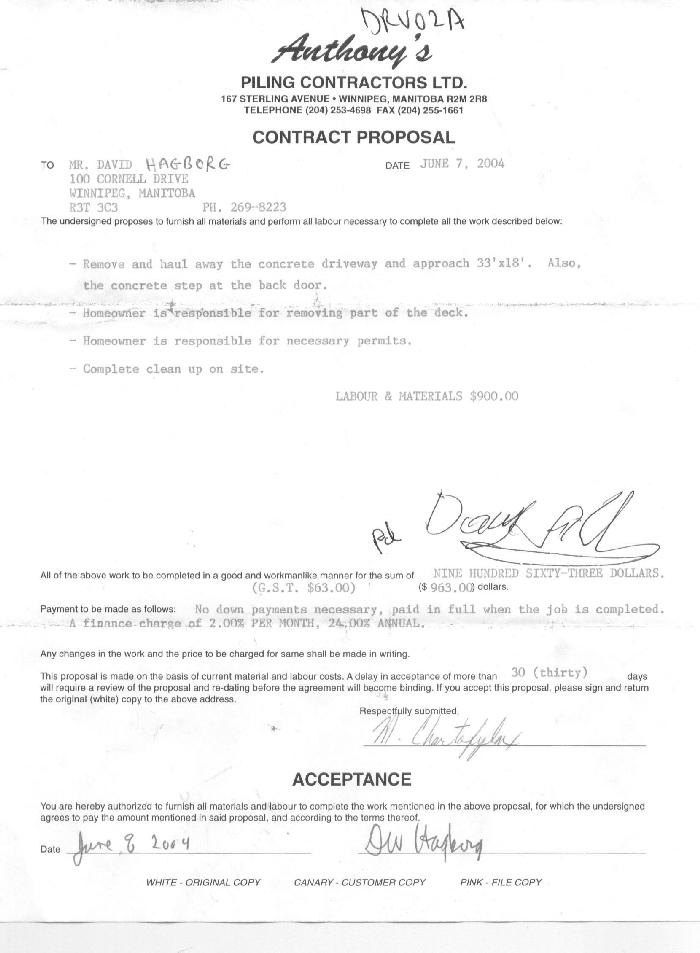 DRV02A
Anthony's
PILING CONTRACTORS LTD.
167 STERLING AVENUE • WINNIPEG, MANITOBA R2M 2R8
TELEPHONE (204) 253-4698 FAX (204) 255-1661
CONTRACT PROPOSAL
TO MR. DAVID HAGBORG DATE JUNE 7, 2004
100 CORNELL DRIVE
WINNIPEG, MANITOBA
R3T 3C3 PH. 269-8223
The undersigned proposes to furnish all materials and perform all labour necessary to complete all the work described below:
- Remove and haul away the concrete driveway and approach 33'x18'. Also,
the concrete step at the back door.
- Homeowner is responsible for removing part of the deck.
- Homeowner is responsible for necessary permits.
- Complete clean up on site.
LABOUR & MATERIALS $900.00
pd
All of the above work to be completed in a good and workmanlike manner for the sum of NINE HUNDRED SIXTY-THREE DOLLARS.
(G.S.T. $63.00) ($ 963.00) dollars.
Payment to be made as follows: No down payments necessary, paid in full when the job is completed.
A finance charge of 2.00% PER MONTH, 24.00% ANNUAL.
Any changes in the work and the price to be charged for same shall be made in writing.
This proposal is made on the basis of current material and labour costs. A delay in acceptance of more than 30 (thirty) days
will require a review of the proposal and re-dating before the agreement will become binding. If you accept this proposal, please sign and return
the original (white) copy to the above address.
Respectfully submitted,
ACCEPTANCE
You are hereby authorized to furnish all materials and labour to complete the work mentioned in the above proposal, for which the undersigned
agrees to pay the amount mentioned in said proposal, and according to the terms thereof.
Date June 8 2004 DW Hagborg
WHITE - ORIGINAL COPY CANARY - CUSTOMER COPY PINK - FILE COPY